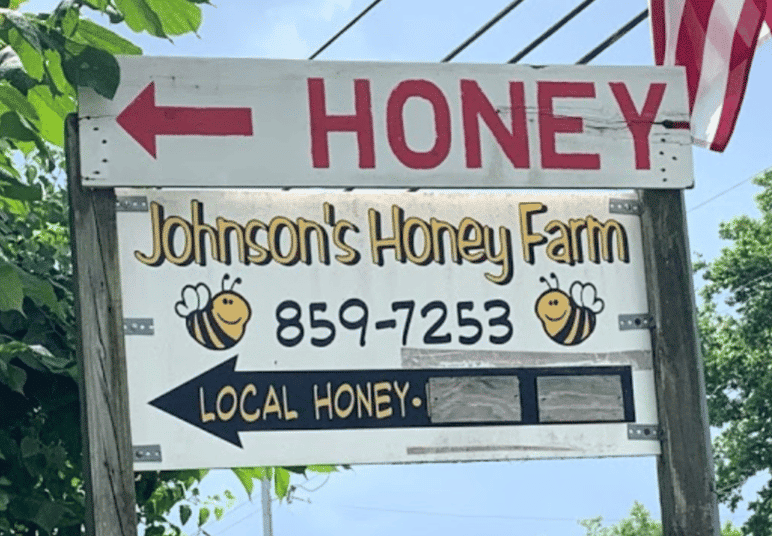 HONEY
Johnson's Honey Farm
859-7253
LOCAL HONEY•